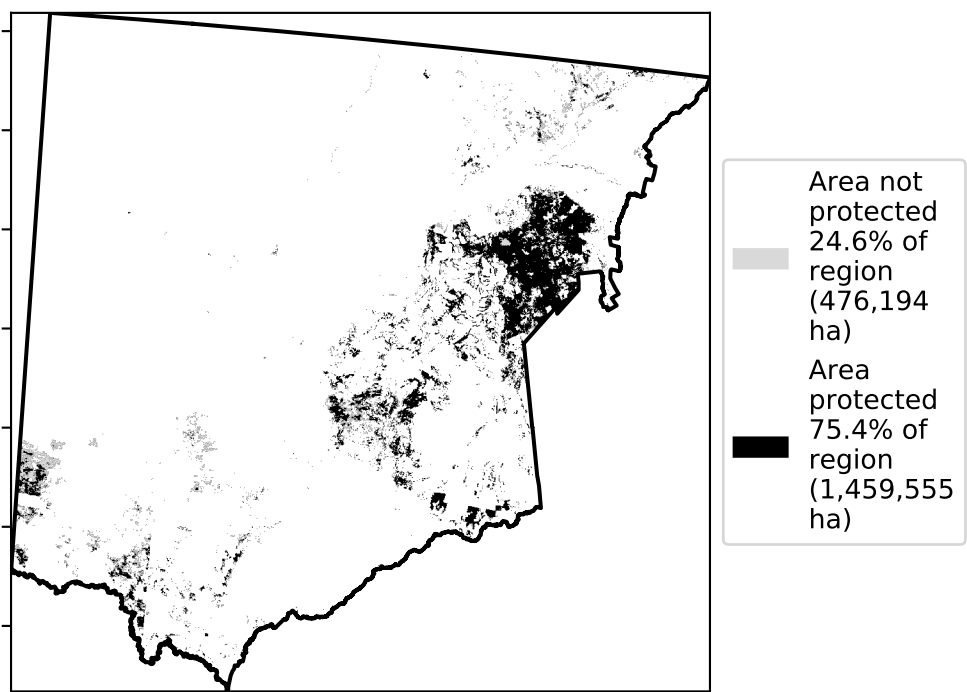 Area not
protected
24.6% of
region
(476,194
ha)
Area
protected
75.4% of
region
(1,459,555
ha)